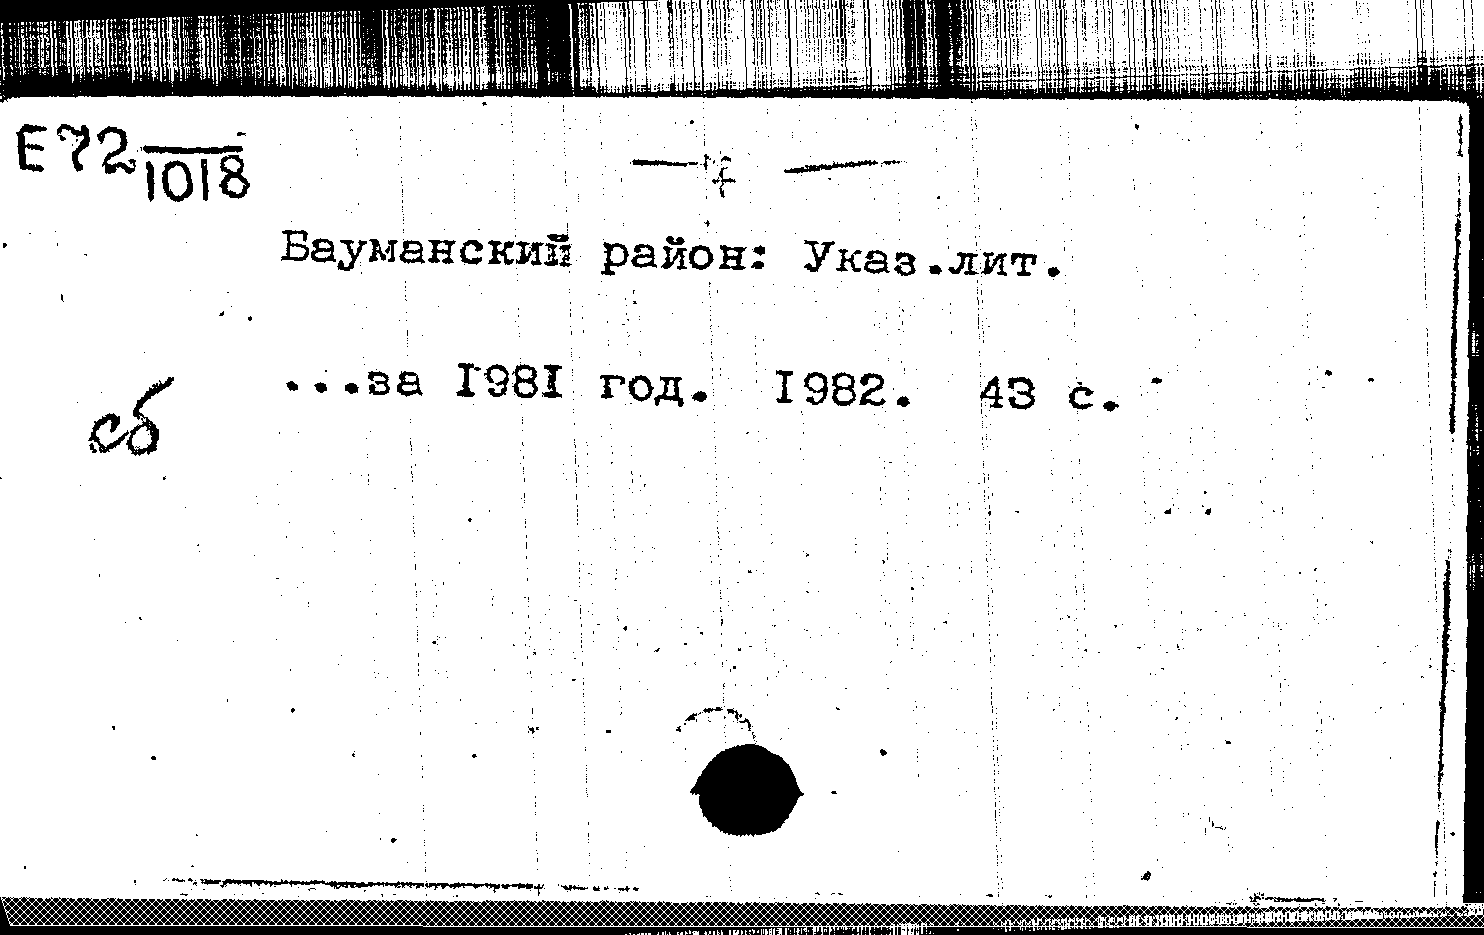 Е72
1018
Бауманский район: Указ.лит.
...за 1981 год. 1982. 43 с.
сб